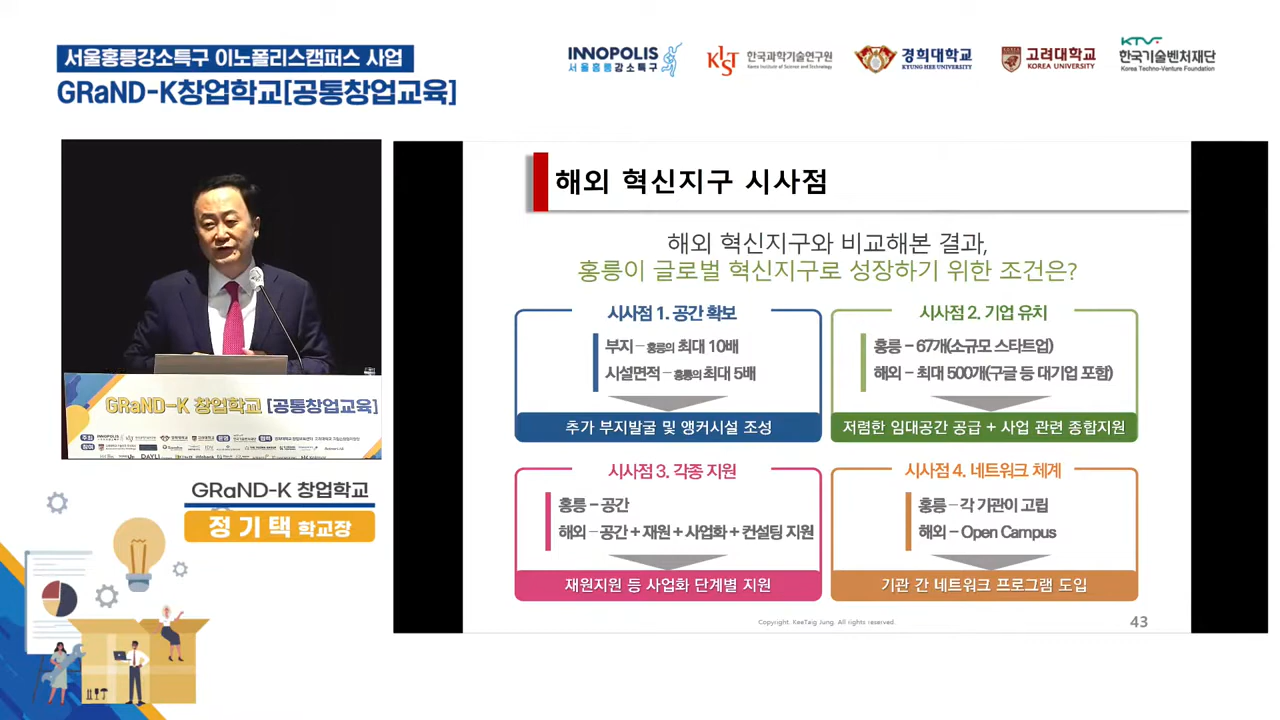 서울홍릉강소특구 이노폴리스캠퍼스 사업
GRaND-K창업학교[공통창업교육]
INNOPOLIS
서울홍릉강소특구
KIST
한국과학기술연구원
Korea Institute of Science and Technology
경희대학교
KYUNG HEE UNIVERSITY
고려대학교
KOREA UNIVERSITY
KTVF
한국기술벤처재단
Korea Techno-Venture Foundation
GRaND-K 창업학교 [공통창업교육]
GRaND-K 창업학교
정기택 학교장
해외 혁신지구 시사점
해외 혁신지구와 비교해본 결과,
홍릉이 글로벌 혁신지구로 성장하기 위한 조건은?
시사점 1. 공간 확보
부지 – 홍릉의 최대 10배
시설면적 – 홍릉의 최대 5배
추가 부지발굴 및 앵커시설 조성
시사점 2. 기업 유치
홍릉 – 67개(소규모 스타트업)
해외 – 최대 500개(구글 등 대기업 포함)
저렴한 임대공간 공급 + 사업 관련 종합지원
시사점 3. 각종 지원
홍릉 – 공간
해외 – 공간 + 재원 + 사업화 + 컨설팅 지원
재원지원 등 사업화 단계별 지원
시사점 4. 네트워크 체계
홍릉 – 각 기관이 고립
해외 – Open Campus
기관 간 네트워크 프로그램 도입
Copyright. KeeTaig Jung. All rights reserved.
43